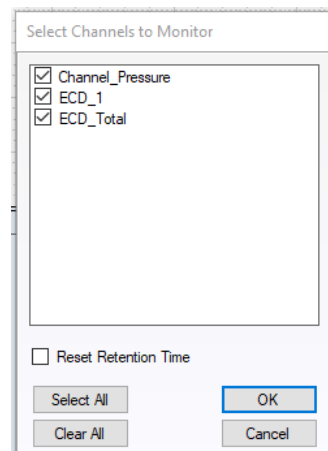 Select Channels to Monitor
Channel_Pressure
ECD_1
ECD_Total
Reset Retention Time
Select All
OK
Clear All
Cancel